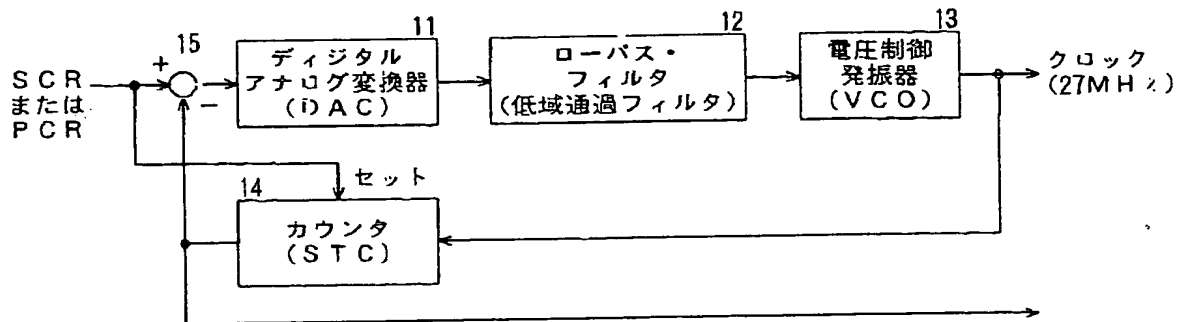 11
12
13
15
ディジタル
アナログ変換器
(DAC)
ローパス・
フィルタ
(低域通過フィルタ)
電圧制御
発振器
(VCO)
クロック
(27MHz)
+
−
SCR
または
PCR
セット
14
カウンタ
(STC)